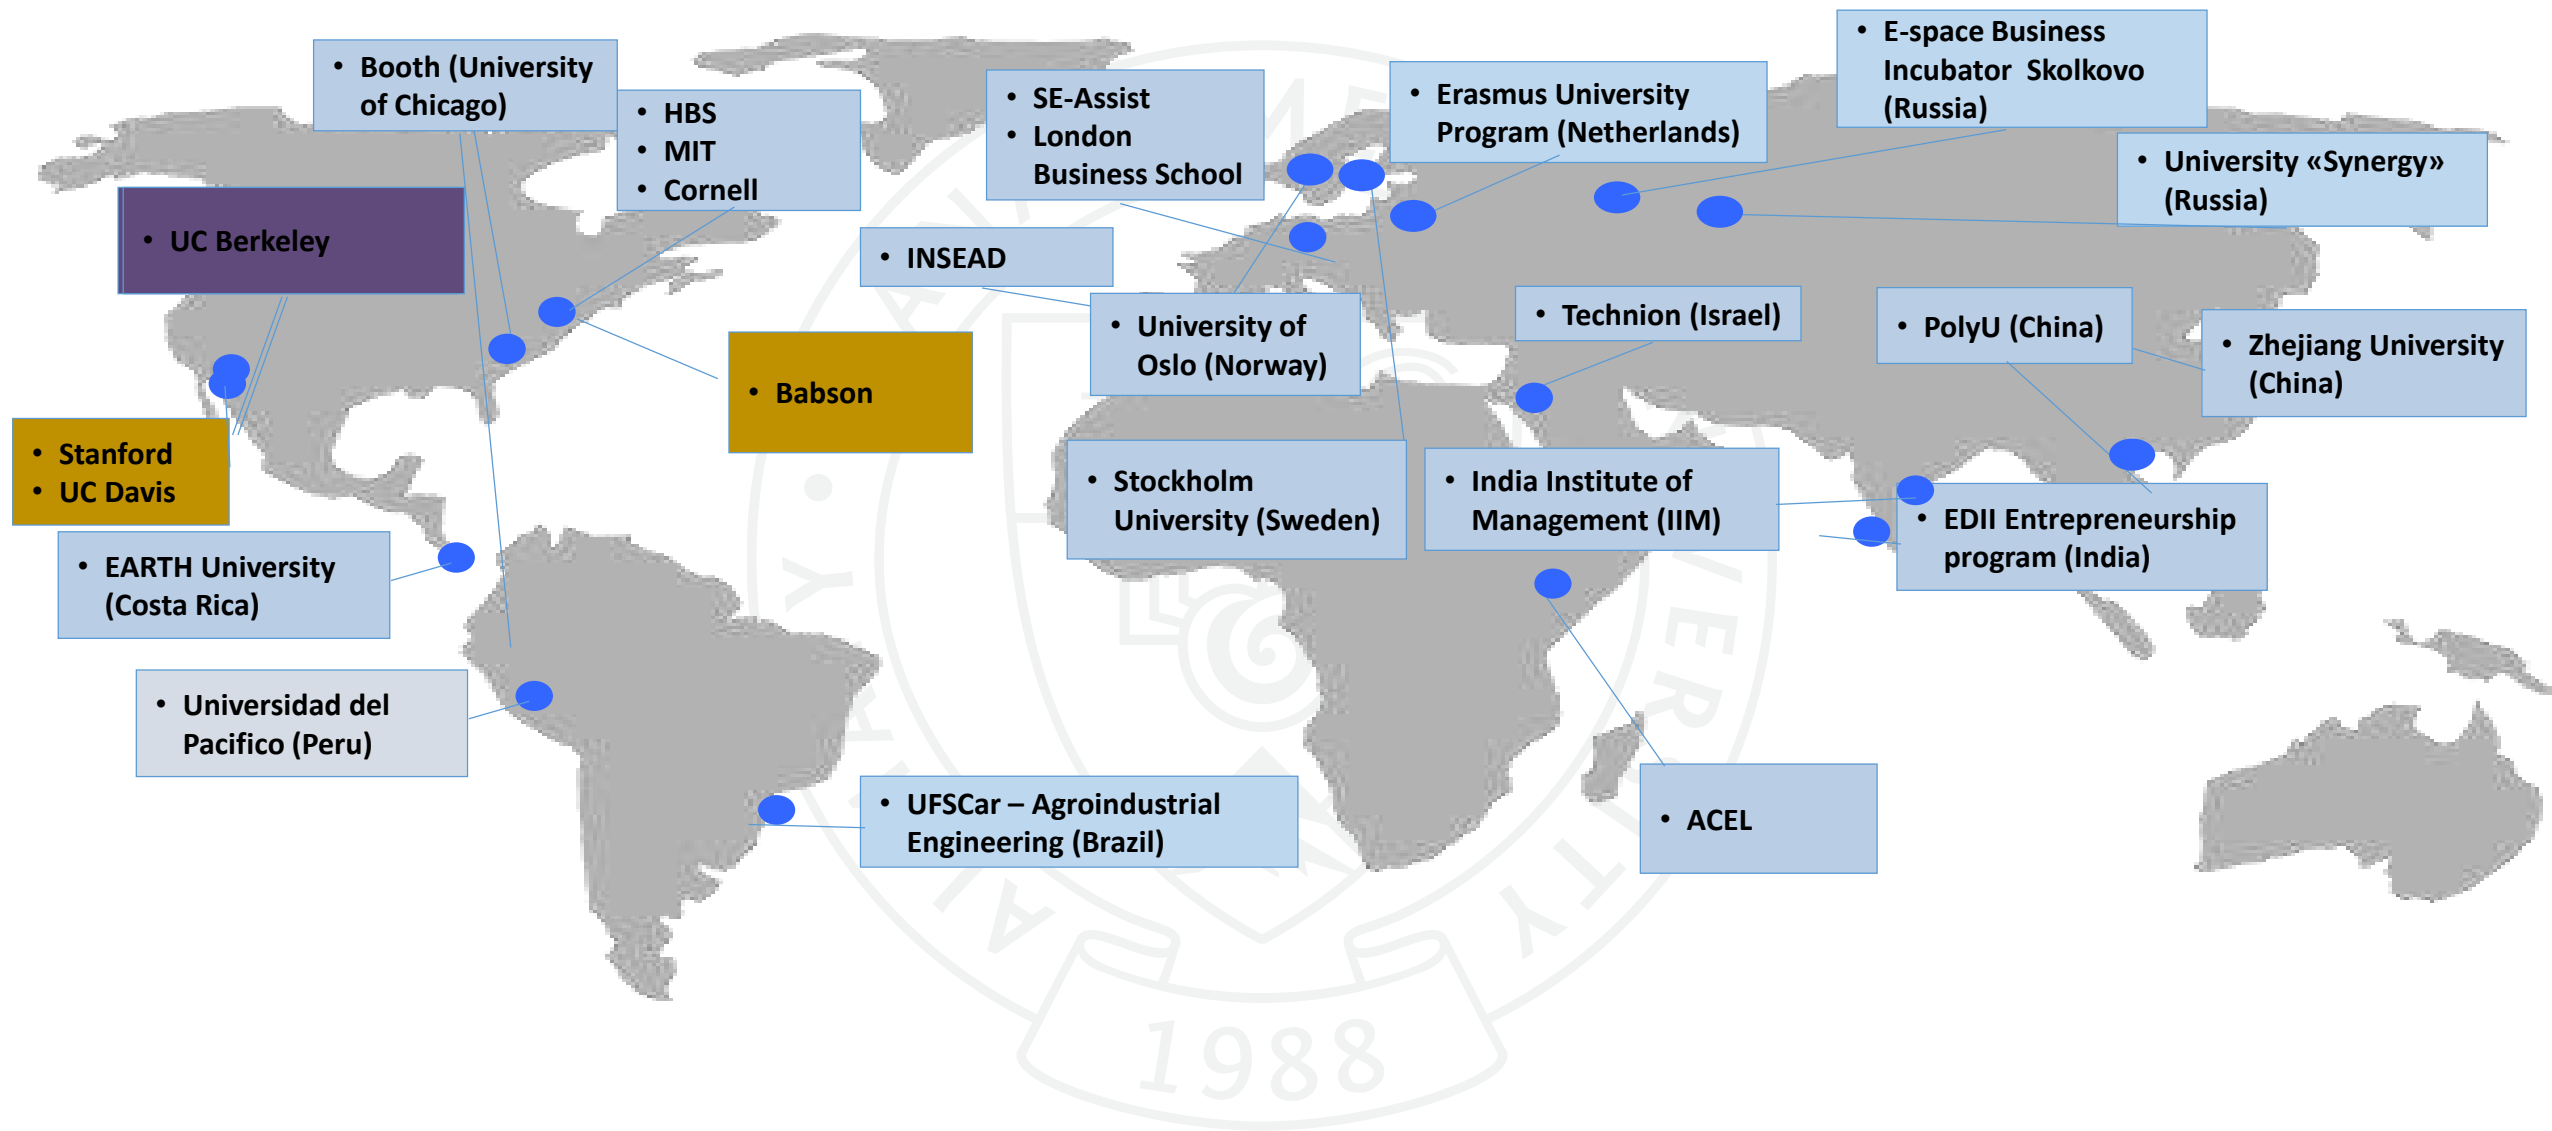 • Booth (University
of Chicago)
• HBS
• MIT
• Cornell
• SE-Assist
• London
Business School
• Erasmus University
Program (Netherlands)
• E-space Business
Incubator Skolkovo
(Russia)
• University «Synergy»
(Russia)
• UC Berkeley
• INSEAD
• University of
Oslo (Norway)
• Technion (Israel)
• PolyU (China)
• Zhejiang University
(China)
• Babson
• Stanford
• UC Davis
• Stockholm
University (Sweden)
• India Institute of
Management (IIM)
• EDII Entrepreneurship
program (India)
• EARTH University
(Costa Rica)
• Universidad del
Pacifico (Peru)
• UFSCar – Agroindustrial
Engineering (Brazil)
• ACEL
1988